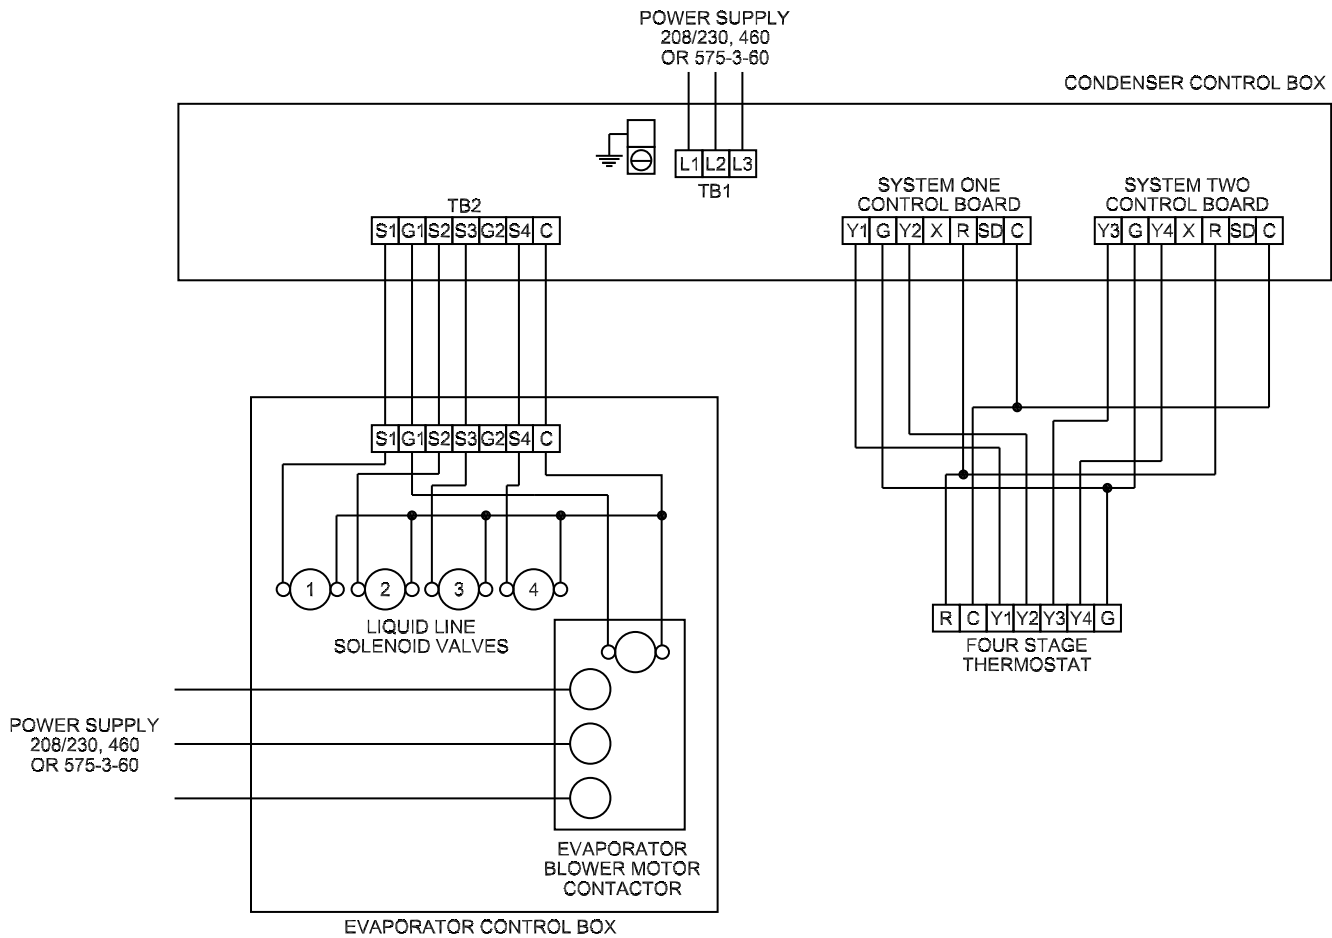 POWER SUPPLY
208/230, 460
OR 575-3-60
CONDENSER CONTROL BOX
L1 L2 L3
TB1
SYSTEM ONE
CONTROL BOARD
Y1 G Y2 X R SD C
SYSTEM TWO
CONTROL BOARD
Y3 G Y4 X R SD C
TB2
S1 G1 S2 S3 G2 S4 C
S1 G1 S2 S3 G2 S4 C
1 2 3 4
LIQUID LINE
SOLENOID VALVES
R C Y1 Y2 Y3 Y4 G
FOUR STAGE
THERMOSTAT
POWER SUPPLY
208/230, 460
OR 575-3-60
EVAPORATOR
BLOWER MOTOR
CONTACTOR
EVAPORATOR CONTROL BOX